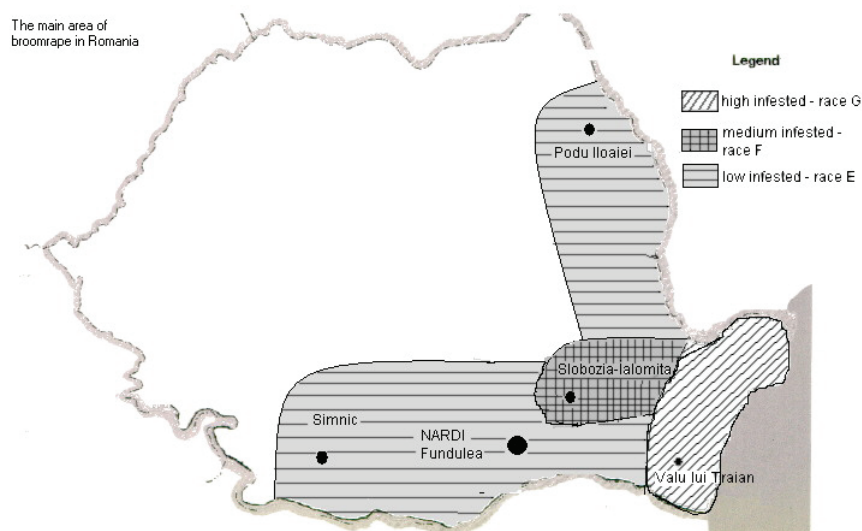 The main area of
broomrape in Romania
Legend
high infested - race G
medium infested -
race F
low infested - race E
Podu Iloaiei
Slobozia-Ialomita
Simnic
NARDI
Fundulea
Valu lui Traian